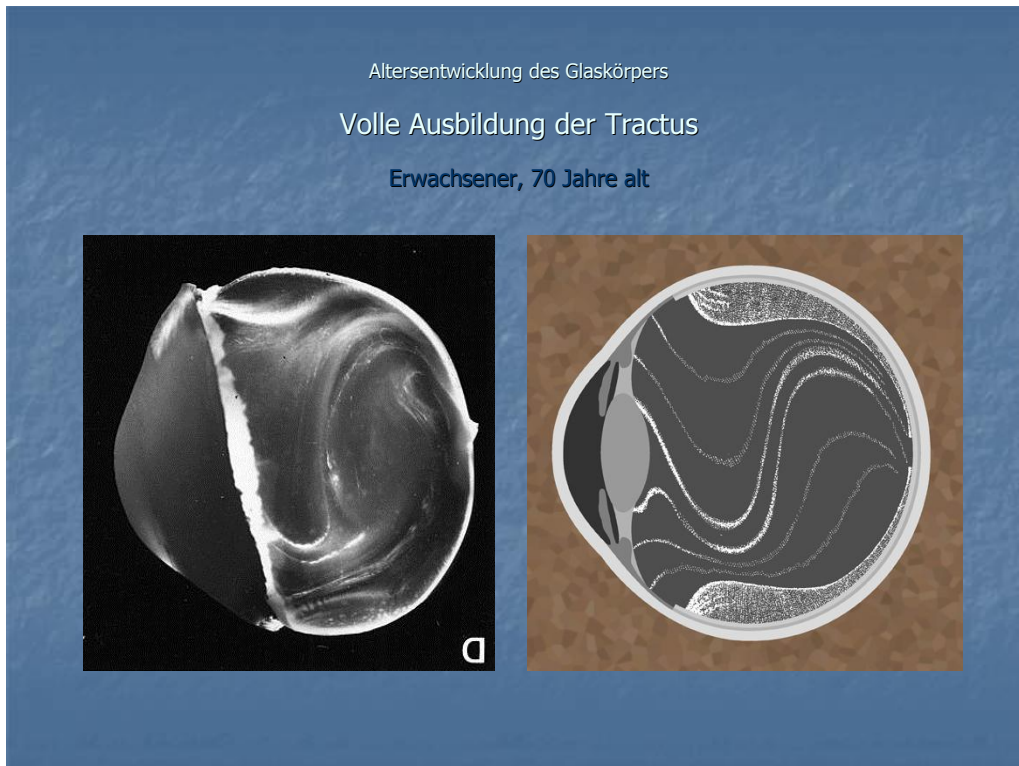 Altersentwicklung des Glaskörpers
Volle Ausbildung der Tractus
Erwachsener, 70 Jahre alt
D